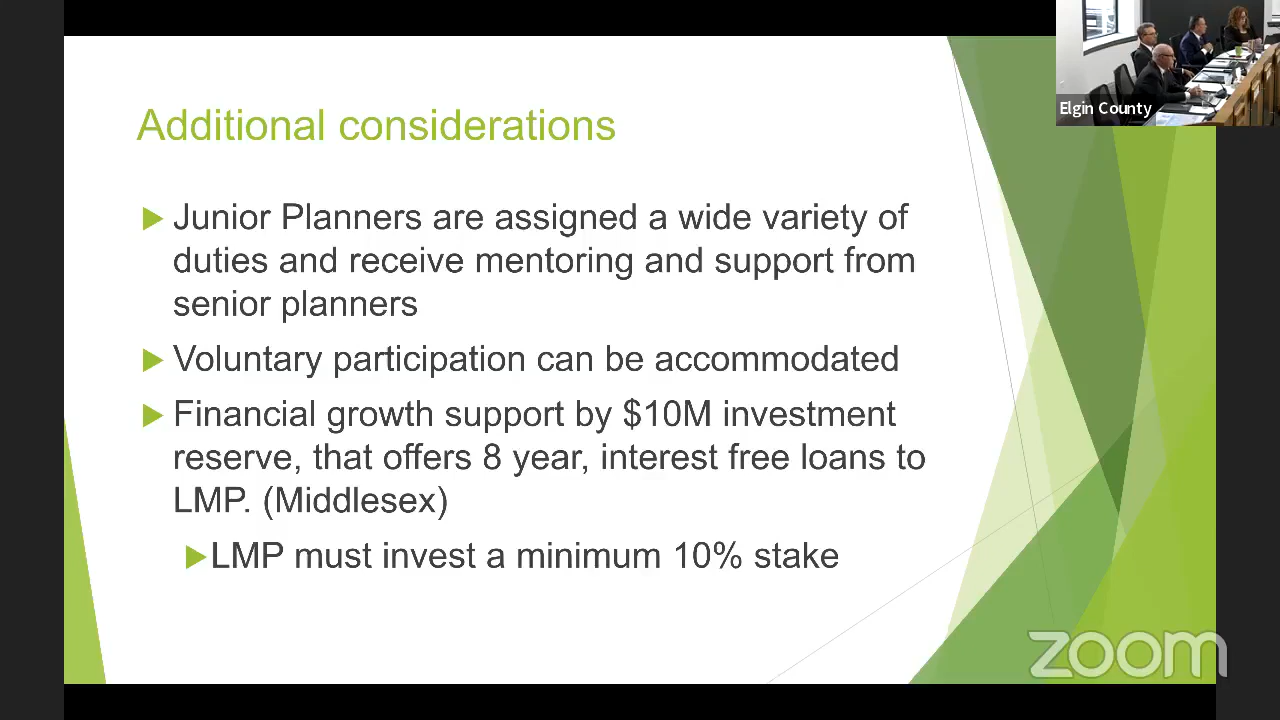 Additional considerations
Junior Planners are assigned a wide variety of
duties and receive mentoring and support from
senior planners
Voluntary participation can be accommodated
Financial growth support by $10M investment
reserve, that offers 8 year, interest free loans to
LMP. (Middlesex)
LMP must invest a minimum 10% stake
Elgin County
zoom